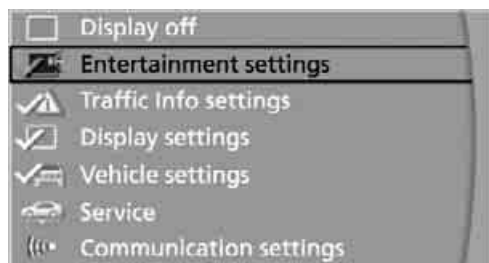 Display off
Entertainment settings
Traffic Info settings
Display settings
Vehicle settings
Service
Communication settings